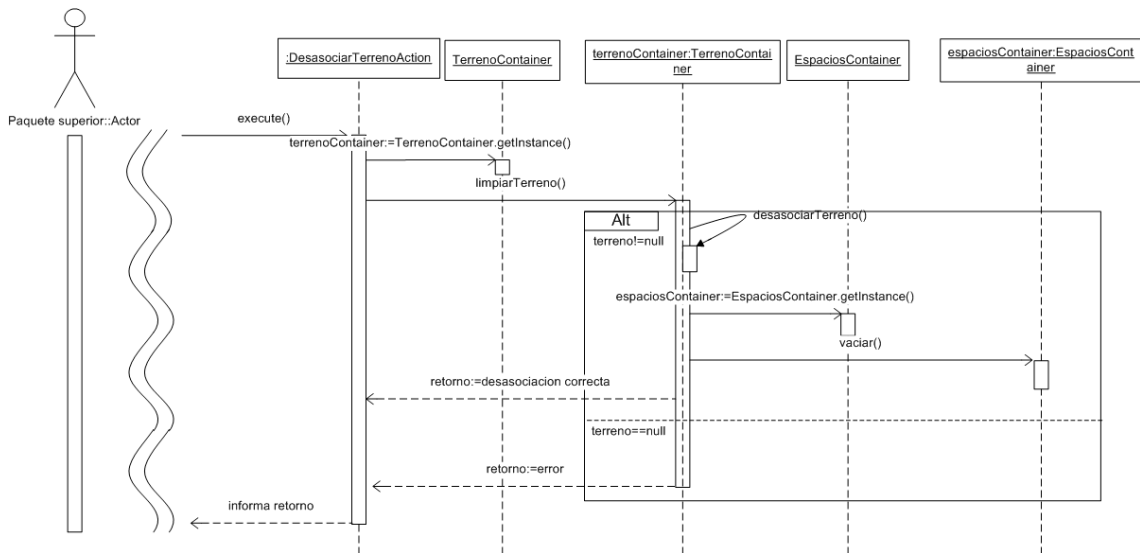 :DesasociarTerrenoAction
TerrenoContainer
terrenoContainer:TerrenoContai
ner
EspaciosContainer
espaciosContainer:EspaciosCont
ainer
Paquete superior::Actor
execute()
terrenoContainer:=TerrenoContainer.getInstance()
limpiarTerreno()
Alt
desasociarTerreno()
terreno!=null
espaciosContainer:=EspaciosContainer.getInstance()
vaciar()
retorno:=desasociacion correcta
terreno==null
retorno:=error
informa retorno